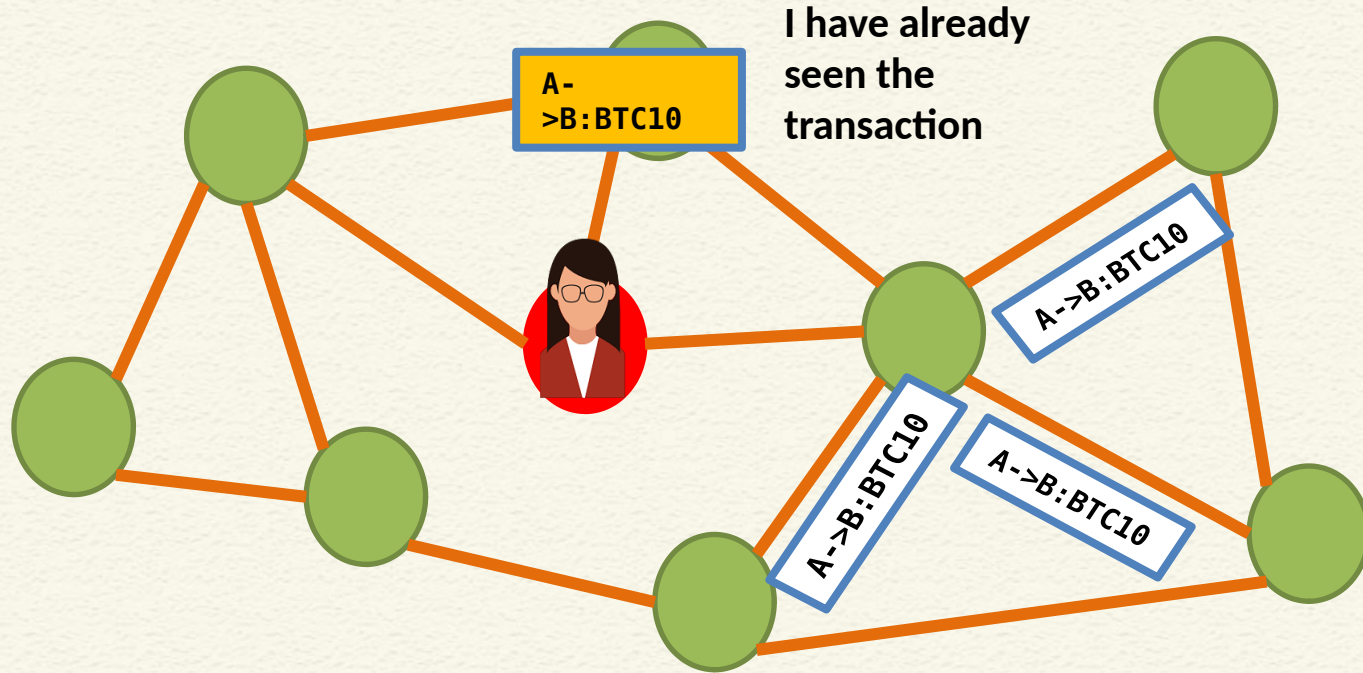 I have already
seen the
transaction
A-
>B:BTC10
A->B:BTC10
A->B:BTC10
A->B:BTC10